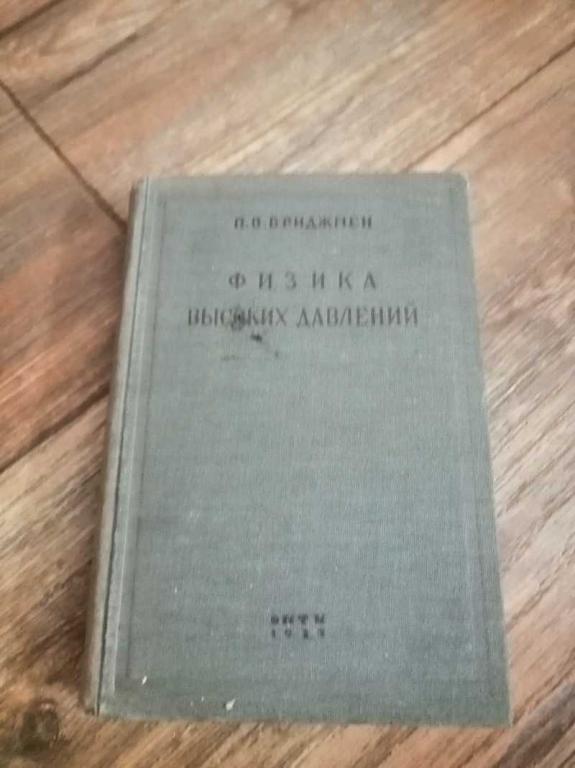 П. В. БРИДЖМЕН
ФИЗИКА
ВЫСОКИХ ДАВЛЕНИЙ
ОНТИ